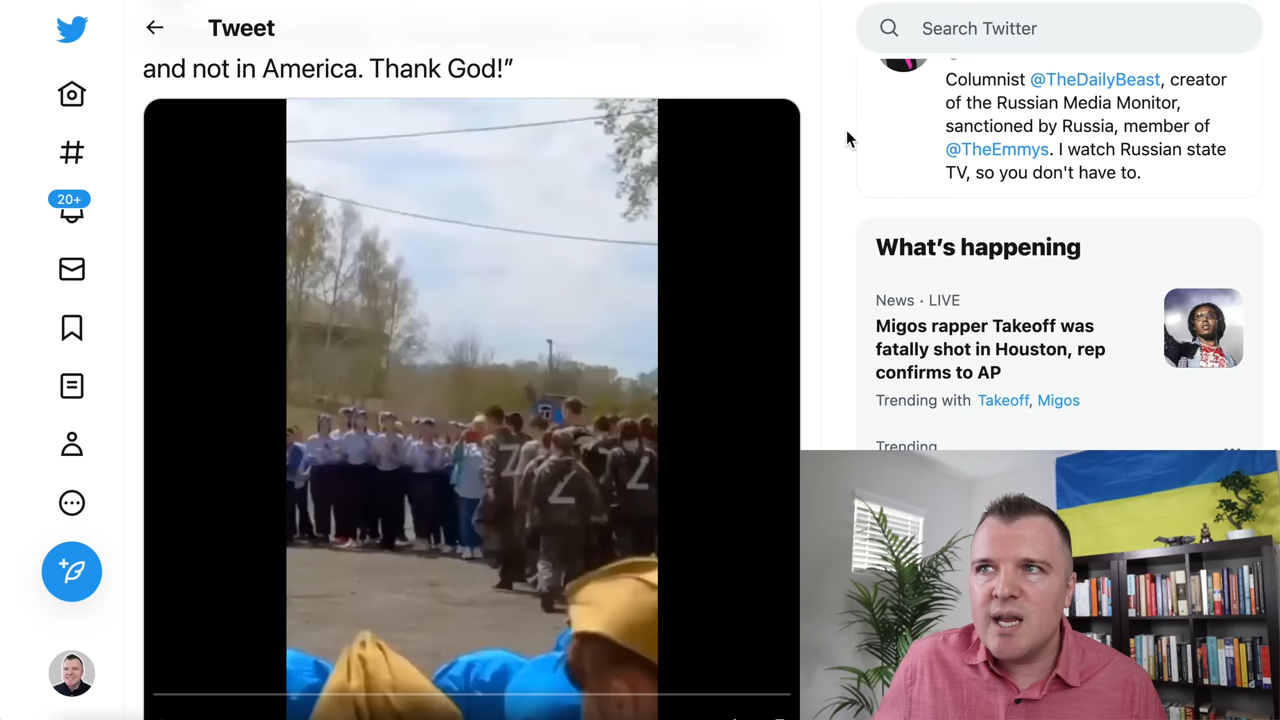 Tweet
and not in America. Thank God!”
20+
Z
Z
Z
Search Twitter
Columnist @TheDailyBeast, creator
of the Russian Media Monitor,
sanctioned by Russia, member of
@TheEmmys. I watch Russian state
TV, so you don't have to.
What’s happening
News · LIVE
Migos rapper Takeoff was
fatally shot in Houston, rep
confirms to AP
Trending with Takeoff, Migos
Trending